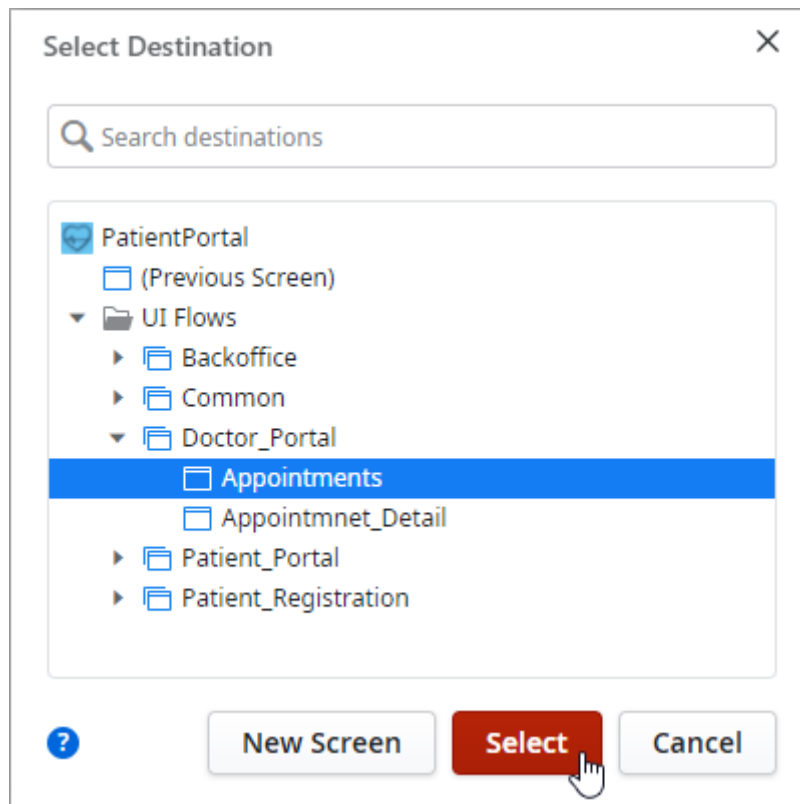 Select Destination
Search destinations
PatientPortal
(Previous Screen)
UI Flows
Backoffice
Common
Doctor_Portal
Appointments
Appointmnet_Detail
Patient_Portal
Patient_Registration
? New Screen Select Cancel